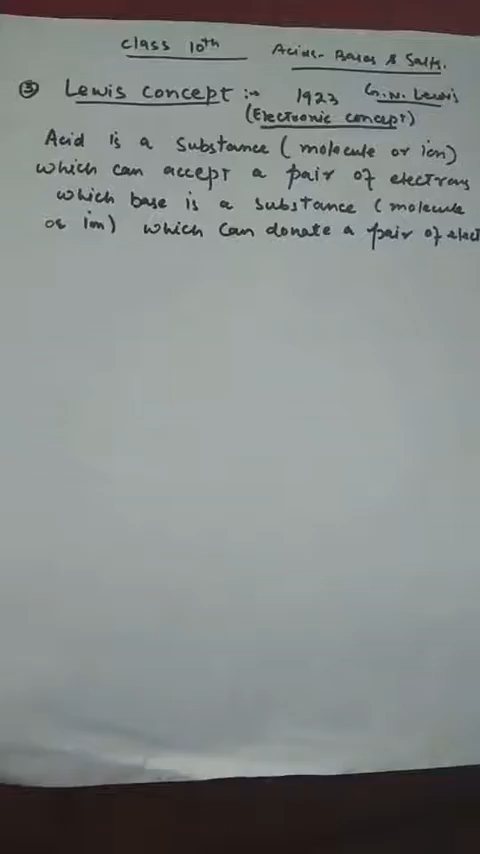 class 10th Acids- Bases & Salts.
③ Lewis concept :- 1923 G.N. Lewis
(Electronic concept)
Acid is a substance ( molecule or ion)
which can accept a pair of electrons
which base is a substance ( molecule
or ion) which can donate a pair of elect